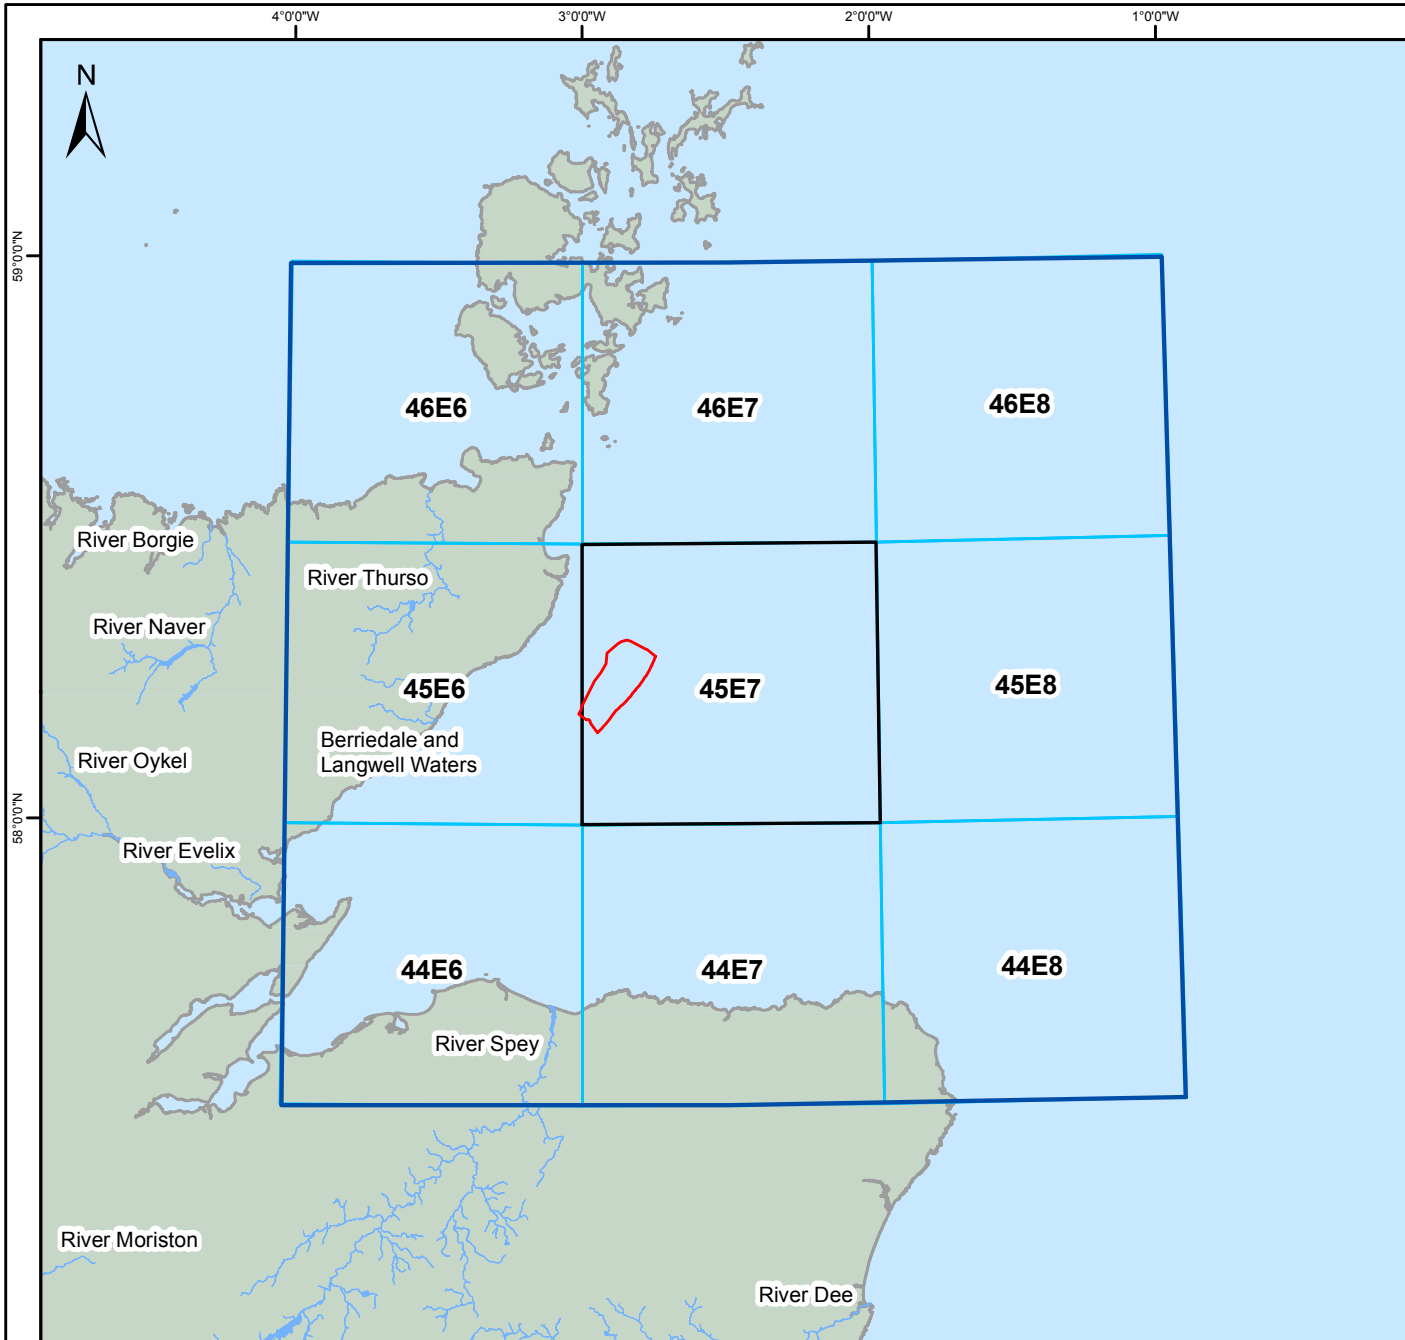 4°0'0"W
3°0'0"W
2°0'0"W
1°0'0"W
N
59°0'0"N
46E6
46E7
46E8
River Borgie
River Thurso
River Naver
45E6
45E7
45E8
Berriedale and
Langwell Waters
River Oykel
58°0'0"N
River Evelix
44E6
44E7
44E8
River Spey
River Moriston
River Dee